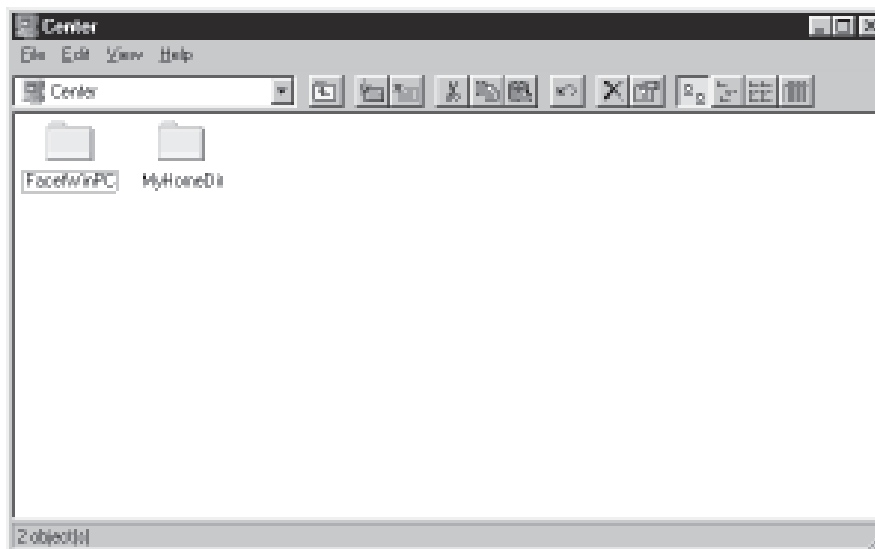 Center
File Edit View Help
Center
FacetWinPC MyHomeDir
2 object(s)